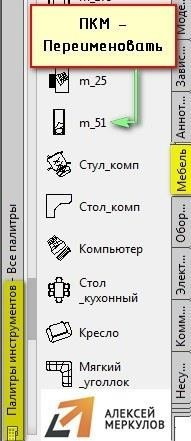 ПКМ –
Переименовать
m_25
m_51
Стул_комп
Стол_комп
Компьютер
Стол
_кухонный
Кресло
Мягкий
_уголлок
Палитры инструментов - Все палитры
Моде...
Завис...
Аннот...
Мебель
Обор...
Элект...
Комм...
Несу...
АЛЕКСЕЙ
МЕРКУЛОВ